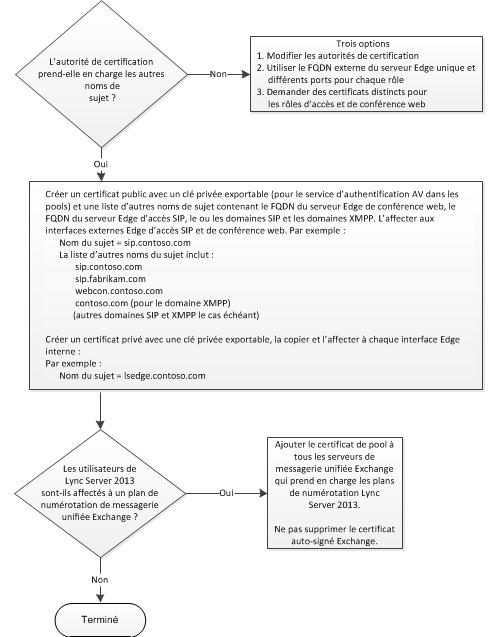 L'autorité de certification
prend-elle en charge les autres
noms de
sujet ?
Non
Trois options
1. Modifier les autorités de certification
2. Utiliser le FQDN externe du serveur Edge unique et
différents ports pour chaque rôle
3. Demander des certificats distincts pour
les rôles d'accès et de conférence web
Oui
Créer un certificat public avec un clé privée exportable (pour le service d'authentification AV dans les
pools) et une liste d'autres noms de sujet contenant le FQDN du serveur Edge de conférence web, le
FQDN du serveur Edge d'accès SIP, le ou les domaines SIP et les domaines XMPP. L'affecter aux
interfaces externes Edge d'accès SIP et de conférence web. Par exemple :
Nom du sujet = sip.contoso.com
La liste d'autres noms du sujet inclut :
sip.contoso.com
sip.fabrikam.com
webcon.contoso.com
contoso.com (pour le domaine XMPP)
(autres domaines SIP et XMPP le cas échéant)
Créer un certificat privé avec une clé privée exportable, la copier et l'affecter à chaque interface Edge
interne :
Par exemple :
Nom du sujet = lsedge.contoso.com
Les utilisateurs de
Lync Server 2013
sont-ils affectés à un plan de
numérotation de messagerie
unifiée Exchange ?
Oui
Ajouter le certificat de pool à
tous les serveurs de
messagerie unifiée Exchange
qui prend en charge les plans
de numérotation Lync
Server 2013.
Ne pas supprimer le certificat
auto-signé Exchange.
Non
Terminé